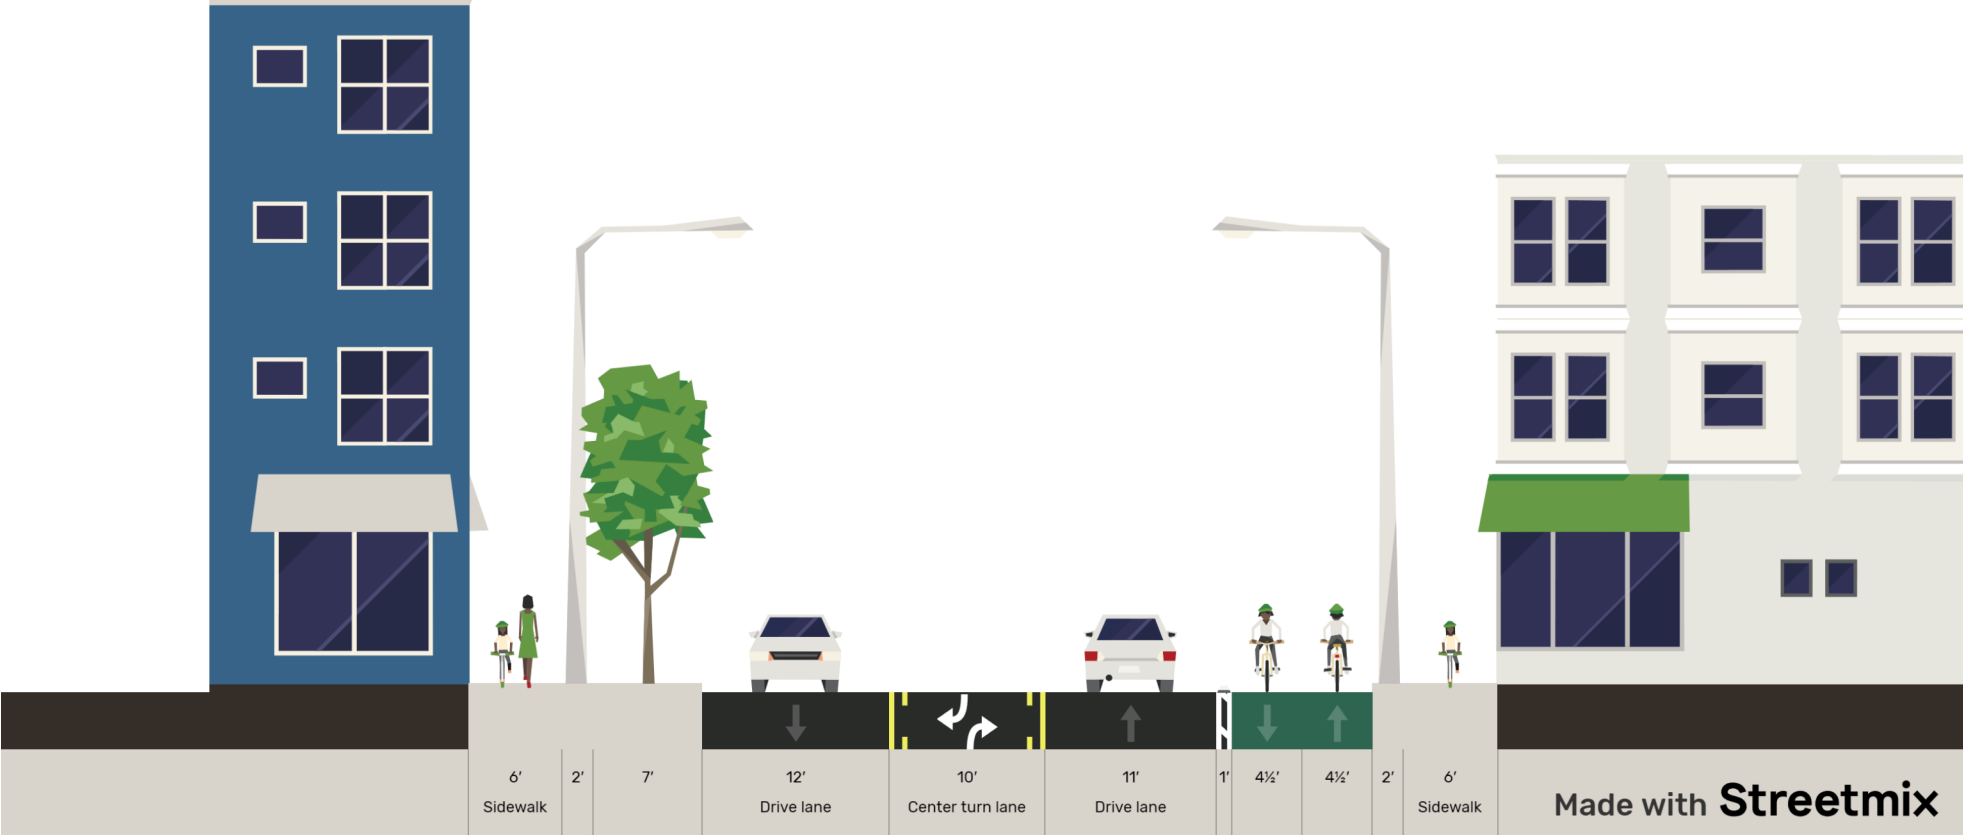 6′ 2′ 7′ 12′ 10′ 11′ 1′ 4½′ 4½′ 2′ 6′
Sidewalk Drive lane Center turn lane Drive lane Sidewalk
Made with Streetmix